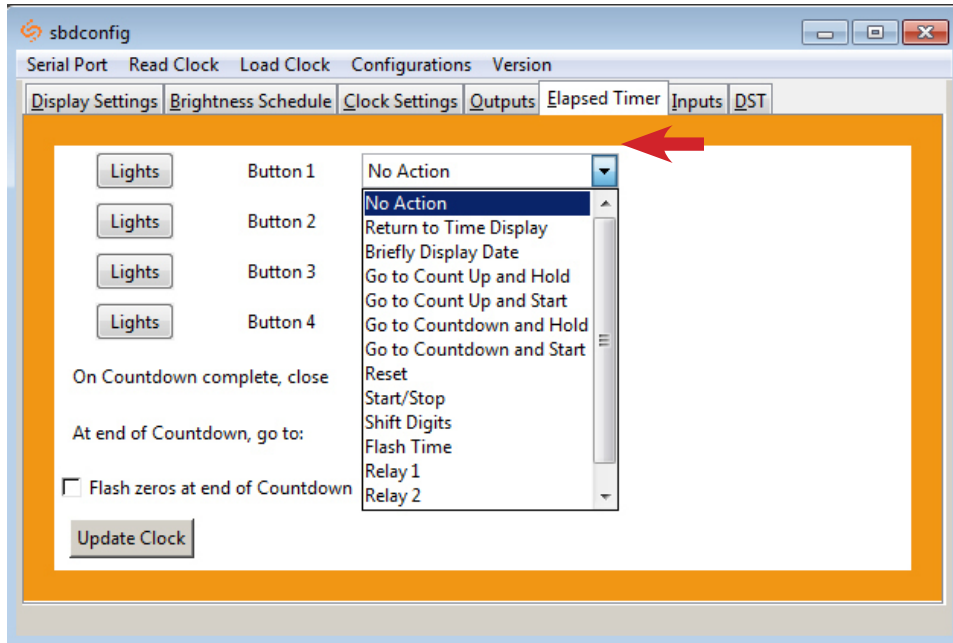 sbdconfig
Serial Port Read Clock Load Clock Configurations Version
Display Settings Brightness Schedule Clock Settings Outputs Elapsed Timer Inputs DST
Lights Button 1 No Action
No Action
Lights Button 2 Return to Time Display
Briefly Display Date
Lights Button 3 Go to Count Up and Hold
Go to Count Up and Start
Lights Button 4 Go to Countdown and Hold
Go to Countdown and Start
On Countdown complete, close Reset
Start/Stop
At end of Countdown, go to: Shift Digits
Flash Time
Relay 1
Flash zeros at end of Countdown Relay 2
Update Clock